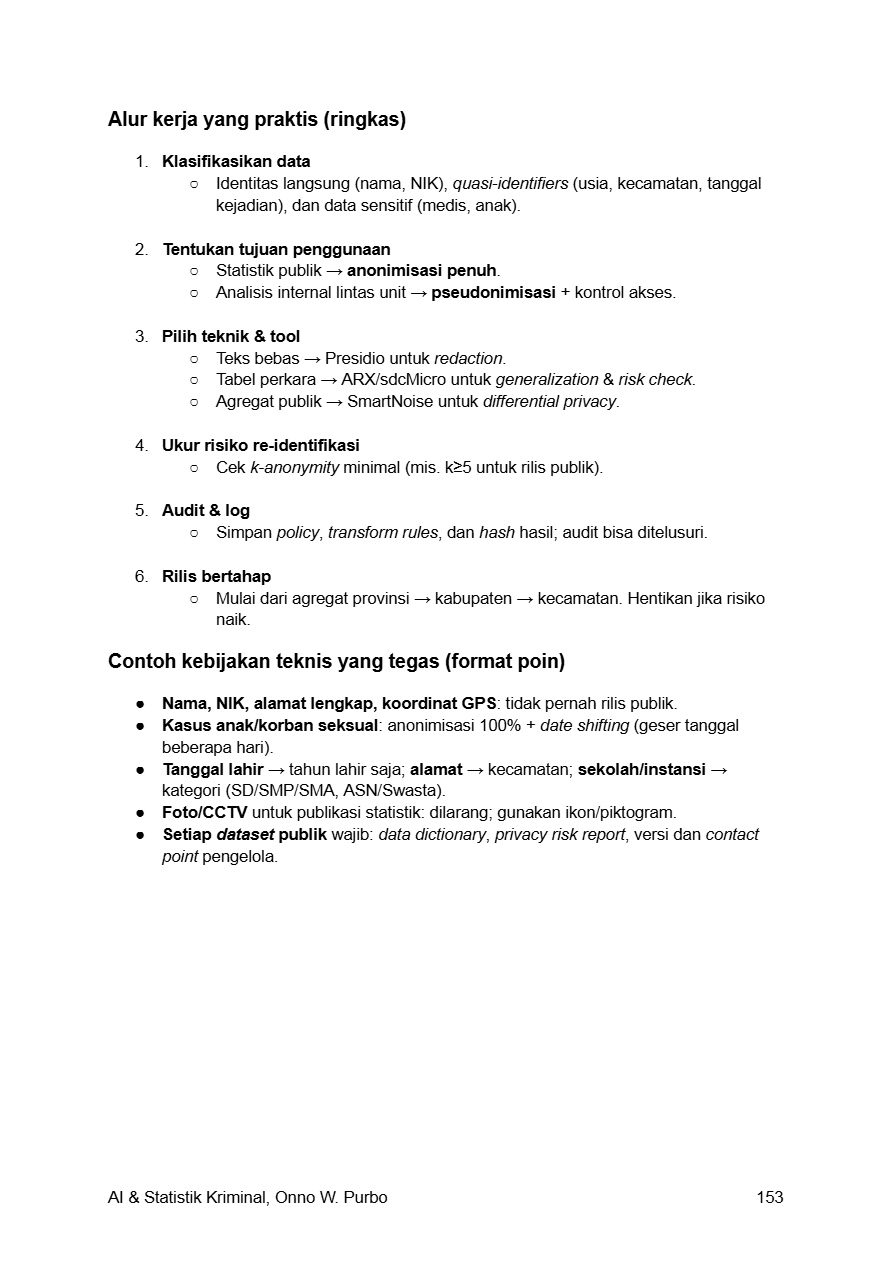 Alur kerja yang praktis (ringkas)
1. Klasifikasikan data
○ Identitas langsung (nama, NIK), quasi-identifiers (usia, kecamatan, tanggal
kejadian), dan data sensitif (medis, anak).
2. Tentukan tujuan penggunaan
○ Statistik publik → anonimisasi penuh.
○ Analisis internal lintas unit → pseudonimisasi + kontrol akses.
3. Pilih teknik & tool
○ Teks bebas → Presidio untuk redaction.
○ Tabel perkara → ARX/sdcMicro untuk generalization & risk check.
○ Agregat publik → SmartNoise untuk differential privacy.
4. Ukur risiko re-identifikasi
○ Cek k-anonymity minimal (mis. k≥5 untuk rilis publik).
5. Audit & log
○ Simpan policy, transform rules, dan hash hasil; audit bisa ditelusuri.
6. Rilis bertahap
○ Mulai dari agregat provinsi → kabupaten → kecamatan. Hentikan jika risiko
naik.
Contoh kebijakan teknis yang tegas (format poin)
● Nama, NIK, alamat lengkap, koordinat GPS: tidak pernah rilis publik.
● Kasus anak/korban seksual: anonimisasi 100% + date shifting (geser tanggal
beberapa hari).
● Tanggal lahir → tahun lahir saja; alamat → kecamatan; sekolah/instansi →
kategori (SD/SMP/SMA, ASN/Swasta).
● Foto/CCTV untuk publikasi statistik: dilarang; gunakan ikon/piktogram.
● Setiap dataset publik wajib: data dictionary, privacy risk report, versi dan contact
point pengelola.
AI & Statistik Kriminal, Onno W. Purbo 153